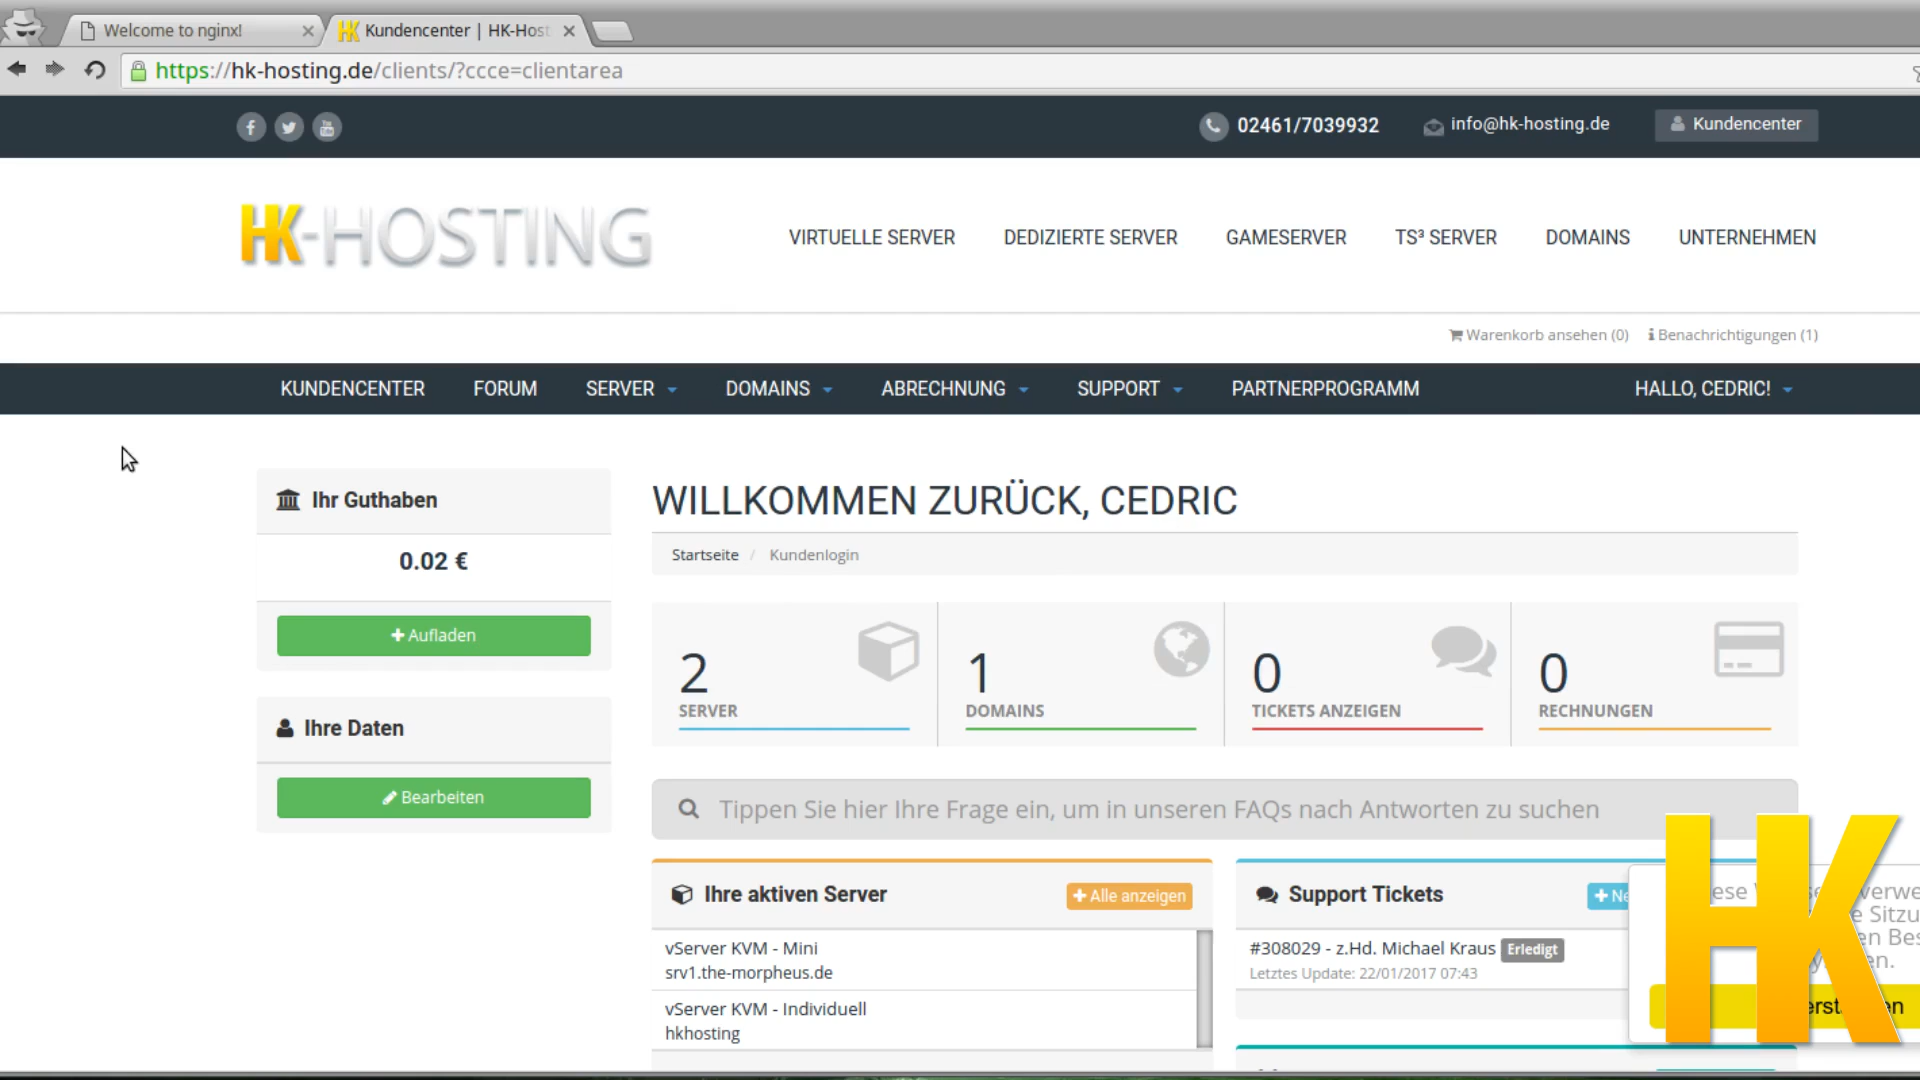 Welcome to nginx!
Kundencenter | HK-Host
https://hk-hosting.de/clients/?ccce=clientarea
02461/7039932
info@hk-hosting.de
Kundencenter
HK-HOSTING
VIRTUELLE SERVER
DEDIZIERTE SERVER
GAMESERVER
TS³ SERVER
DOMAINS
UNTERNEHMEN
Warenkorb ansehen (0)
Benachrichtigungen (1)
KUNDENCENTER
FORUM
SERVER
DOMAINS
ABRECHNUNG
SUPPORT
PARTNERPROGRAMM
HALLO, CEDRIC!
Ihr Guthaben
0.02 €
Aufladen
Ihre Daten
Bearbeiten
WILLKOMMEN ZURÜCK, CEDRIC
Startseite / Kundenlogin
2
SERVER
1
DOMAINS
0
TICKETS ANZEIGEN
0
RECHNUNGEN
Tippen Sie hier Ihre Frage ein, um in unseren FAQs nach Antworten zu suchen
Ihre aktiven Server
Alle anzeigen
vServer KVM - Mini
srv1.the-morpheus.de
vServer KVM - Individuell
hkhosting
Support Tickets
#308029 - z.Hd. Michael Kraus Erledigt
Letztes Update: 22/01/2017 07:43
HK